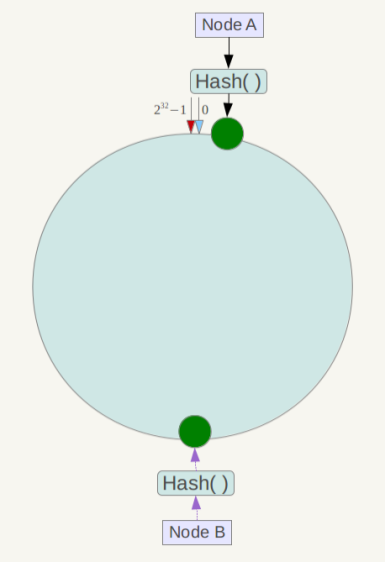 Node A
Hash( )
2³²−1 0
Hash( )
Node B